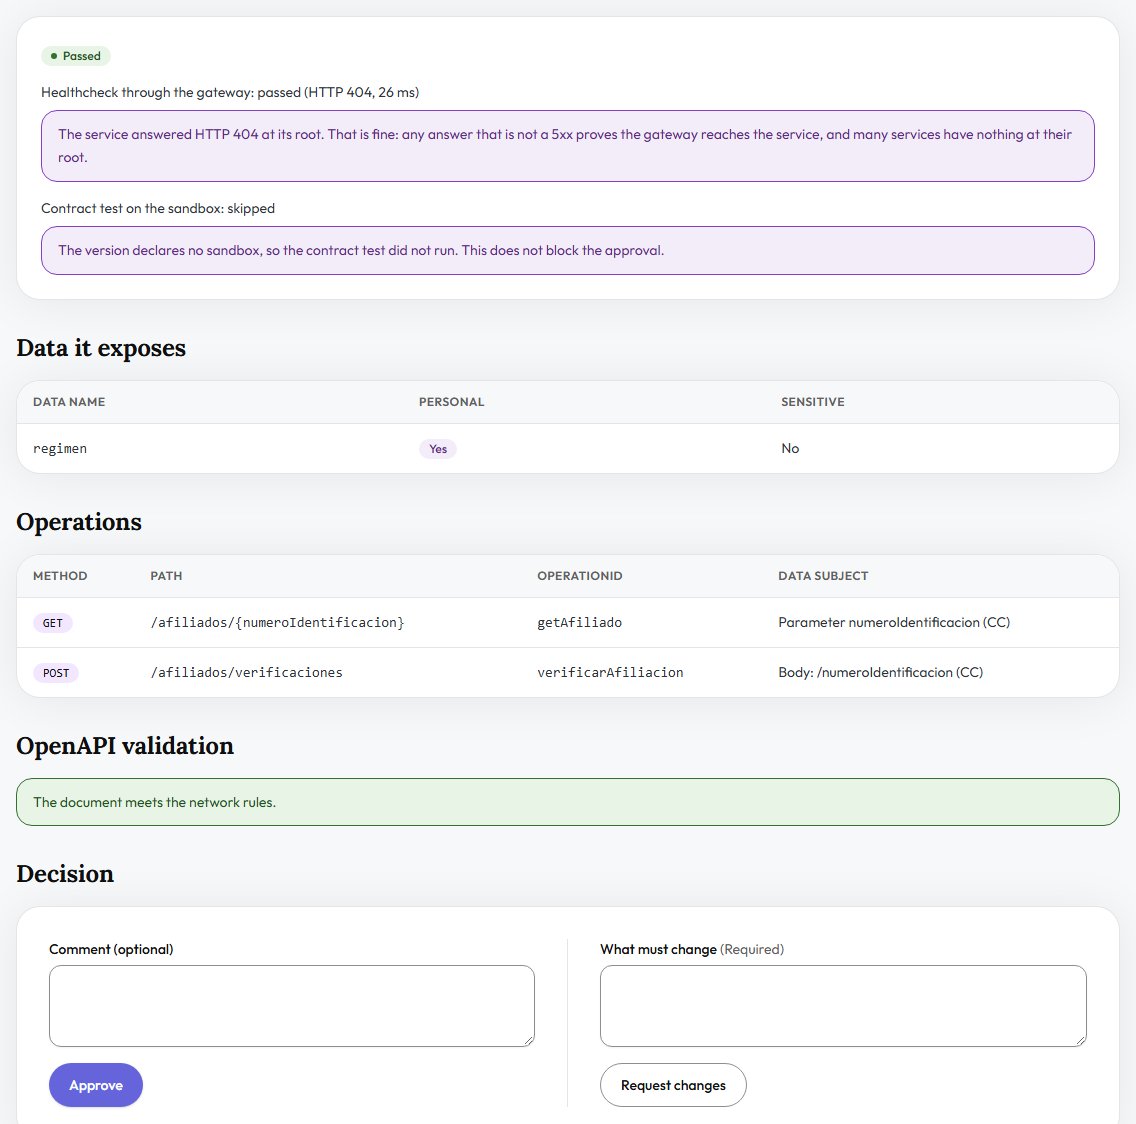 Passed
Healthcheck through the gateway: passed (HTTP 404, 26 ms)
The service answered HTTP 404 at its root. That is fine: any answer that is not a 5xx proves the gateway reaches the service, and many services have nothing at their
root.
Contract test on the sandbox: skipped
The version declares no sandbox, so the contract test did not run. This does not block the approval.
Data it exposes
DATA NAME PERSONAL SENSITIVE
regimen Yes No
Operations
METHOD PATH OPERATIONID DATA SUBJECT
GET /afiliados/{numeroIdentificacion} getAfiliado Parameter numeroIdentificacion (CC)
POST /afiliados/verificaciones verificarAfiliacion Body: /numeroIdentificacion (CC)
OpenAPI validation
The document meets the network rules.
Decision
Comment (optional) What must change (Required)
Approve Request changes